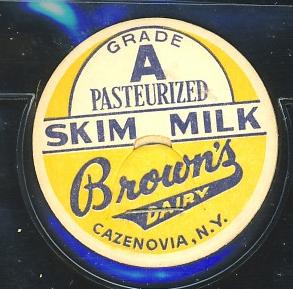 GRADE
A
PASTEURIZED
SKIM MILK
Brown's
DAIRY
CAZENOVIA, N.Y.